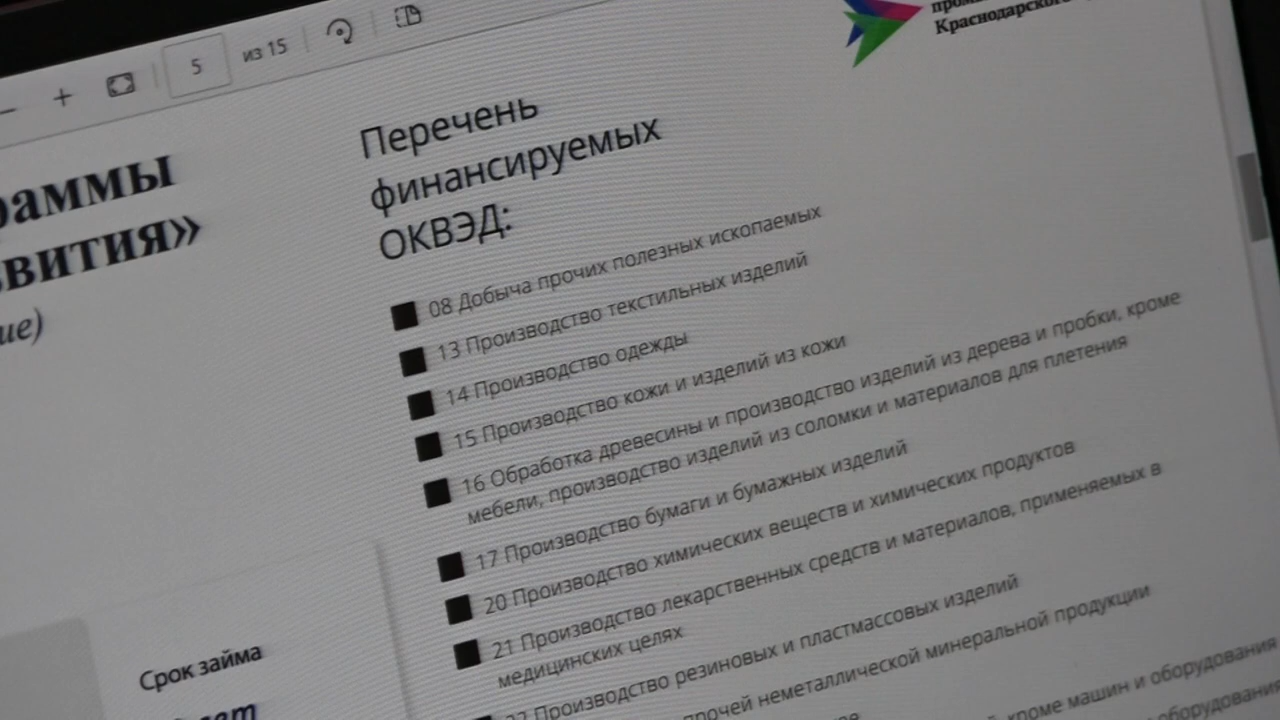 5 из 15
Краснодарского
Перечень
финансируемых
ОКВЭД:
раммы
вития»
ие)
08 Добыча прочих полезных ископаемых
13 Производство текстильных изделий
14 Производство одежды
15 Производство кожи и изделий из кожи
16 Обработка древесины и производство изделий из дерева и пробки, кроме
мебели, производство изделий из соломки и материалов для плетения
17 Производство бумаги и бумажных изделий
20 Производство химических веществ и химических продуктов
21 Производство лекарственных средств и материалов, применяемых в
медицинских целях
22 Производство резиновых и пластмассовых изделий
прочей неметаллической минеральной продукции
кроме машин и оборудования
оборудования
Срок займа
лет